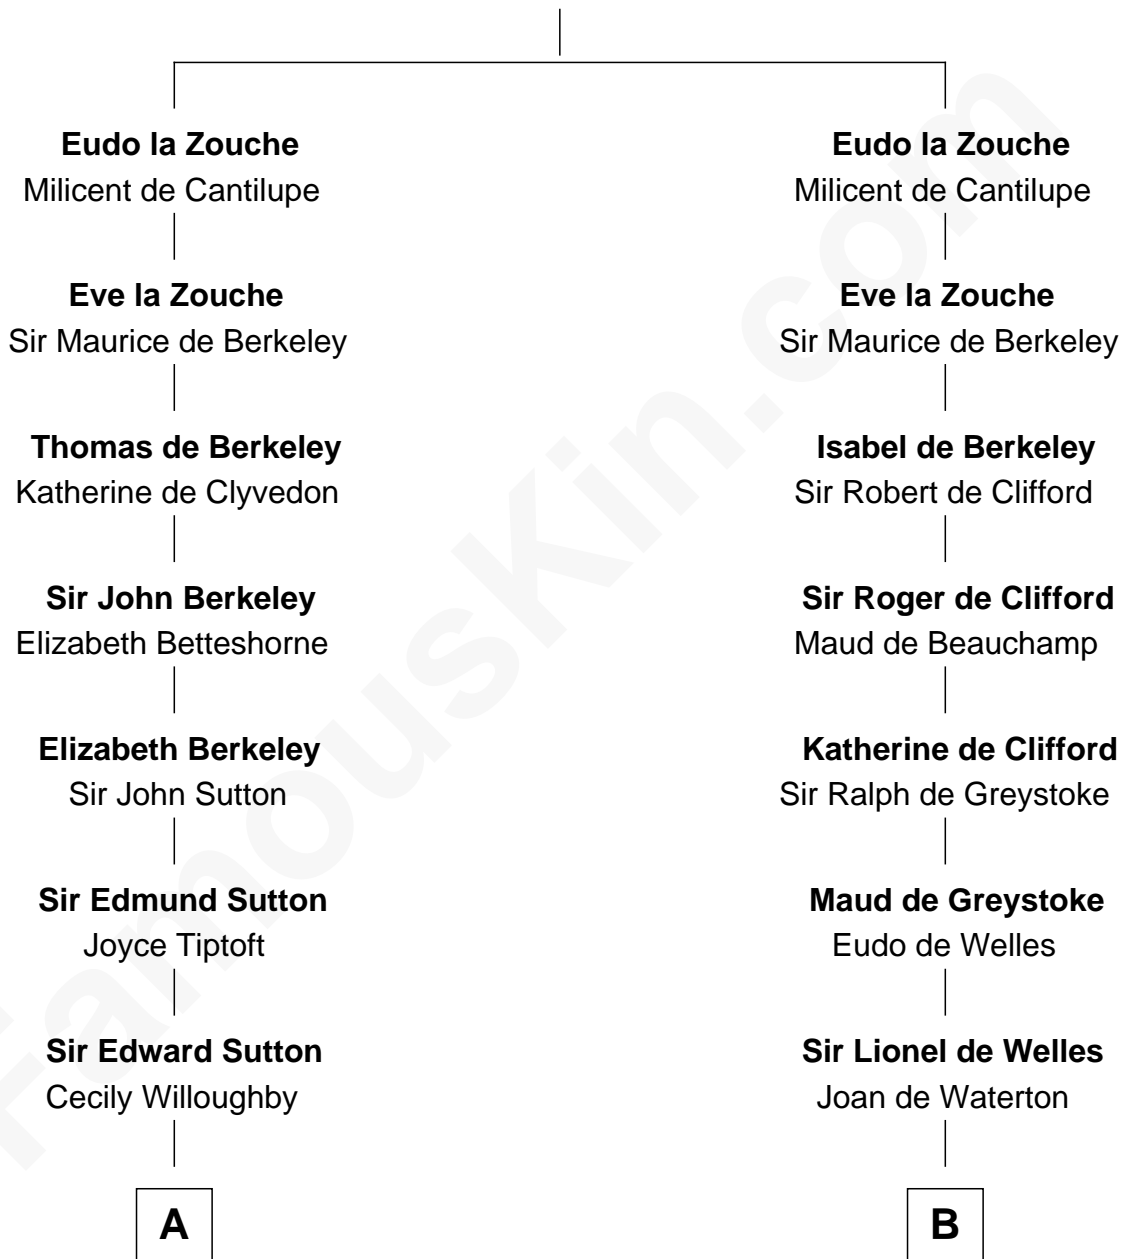 Eudo la Zouche
Milicent de Cantilupe
Eve la Zouche
Sir Maurice de Berkeley
Thomas de Berkeley
Katherine de Clyvedon
Sir John Berkeley
Elizabeth Betteshorne
Elizabeth Berkeley
Sir John Sutton
Sir Edmund Sutton
Joyce Tiptoft
Sir Edward Sutton
Cecily Willoughby
A
Eudo la Zouche
Milicent de Cantilupe
Eve la Zouche
Sir Maurice de Berkeley
Isabel de Berkeley
Sir Robert de Clifford
Sir Roger de Clifford
Maud de Beauchamp
Katherine de Clifford
Sir Ralph de Greystoke
Maud de Greystoke
Eudo de Welles
Sir Lionel de Welles
Joan de Waterton
B
FamousKin.com